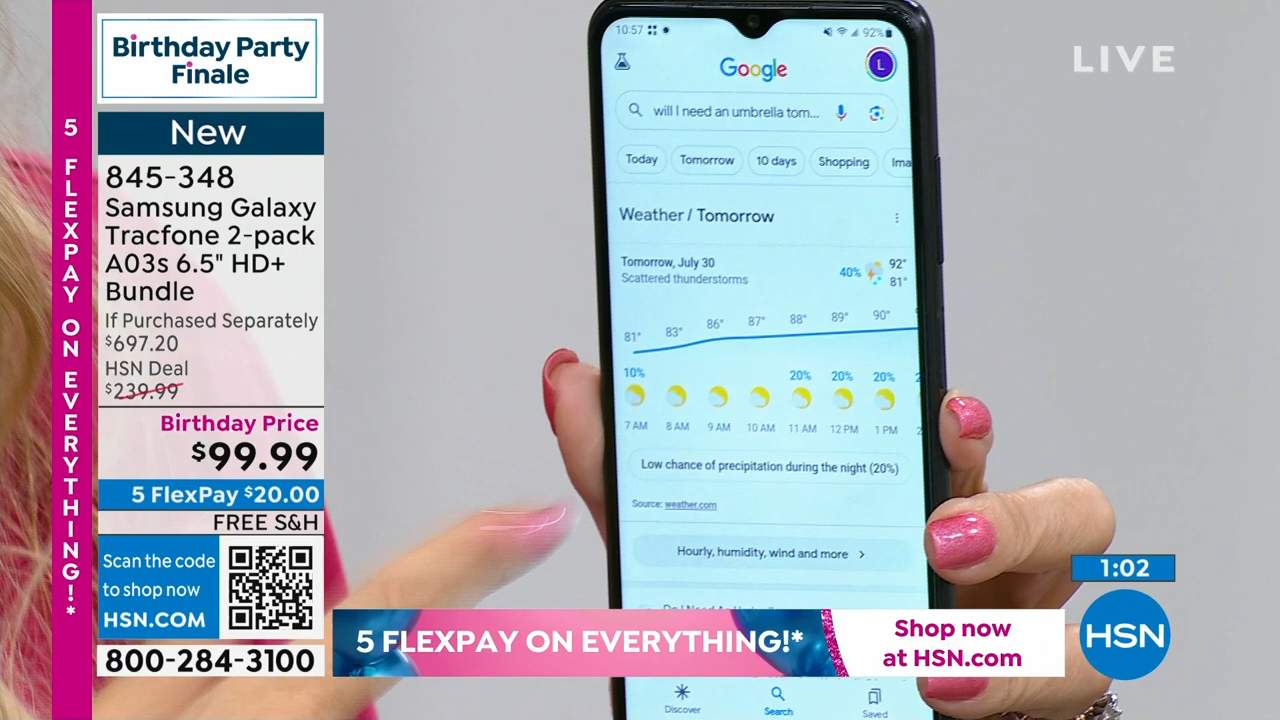 5 FLEXPAY ON EVERYTHING!*
Birthday Party
Finale
New
845-348
Samsung Galaxy
Tracfone 2-pack
A03s 6.5" HD+
Bundle
If Purchased Separately
$697.20
HSN Deal
$239.99
Birthday Price
$99.99
5 FlexPay $20.00
FREE S&H
Scan the code
to shop now
HSN.COM
800-284-3100
10:57 92%
Google L
will I need an umbrella tom...
Today Tomorrow 10 days Shopping Ima
Weather / Tomorrow
Tomorrow, July 30
Scattered thunderstorms
40% 92°
81°
81° 83° 86° 87° 88° 89° 90°
10% 20% 20% 20% 2
7 AM 8 AM 9 AM 10 AM 11 AM 12 PM 1 PM 2
Low chance of precipitation during the night (20%)
Source: weather.com
Hourly, humidity, wind and more >
Discover Search Saved
LIVE
1:02
HSN
5 FLEXPAY ON EVERYTHING!*
Shop now
at HSN.com